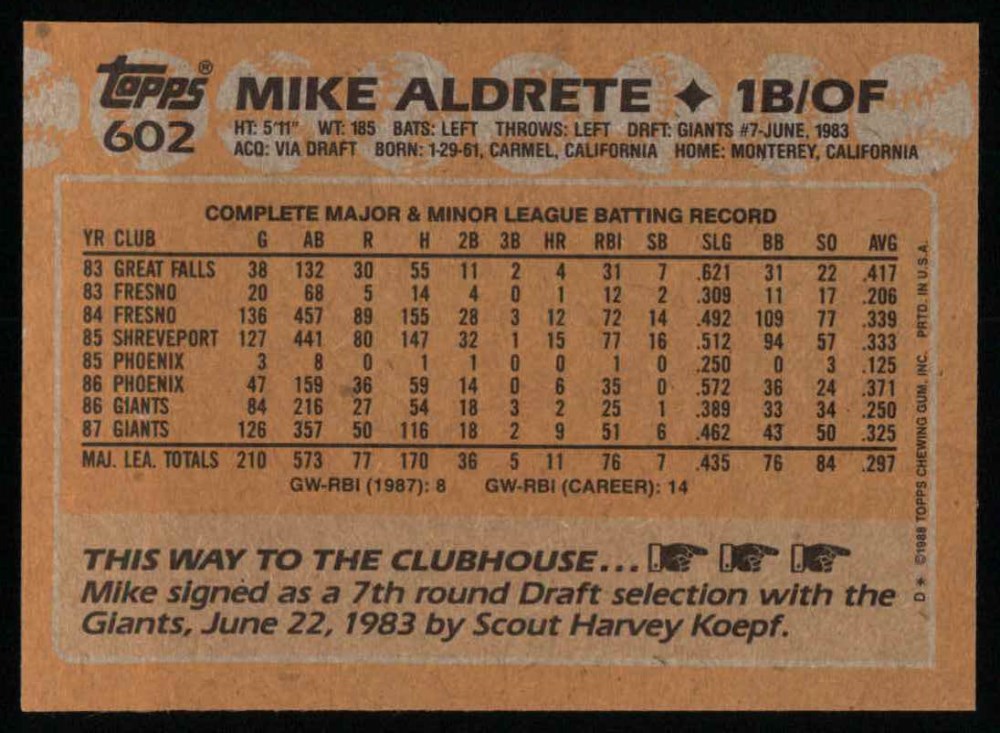 topps® MIKE ALDRETE ✦ 1B/OF
602 HT: 5'11" WT: 185 BATS: LEFT THROWS: LEFT DRFT: GIANTS #7-JUNE, 1983
ACQ: VIA DRAFT BORN: 1-29-61, CARMEL, CALIFORNIA HOME: MONTEREY, CALIFORNIA
COMPLETE MAJOR & MINOR LEAGUE BATTING RECORD
YR CLUB G AB R H 2B 3B HR RBI SB SLG BB SO AVG
83 GREAT FALLS 38 132 30 55 11 2 4 31 7 .621 31 22 .417
83 FRESNO 20 68 5 14 4 0 1 12 2 .309 11 17 .206
84 FRESNO 136 457 89 155 28 3 12 72 14 .492 109 77 .339
85 SHREVEPORT 127 441 80 147 32 1 15 77 16 .512 94 57 .333
85 PHOENIX 3 8 0 1 1 0 0 1 0 .250 0 3 .125
86 PHOENIX 47 159 36 59 14 0 6 35 0 .572 36 24 .371
86 GIANTS 84 216 27 54 18 3 2 25 1 .389 33 34 .250
87 GIANTS 126 357 50 116 18 2 9 51 6 .462 43 50 .325
MAJ. LEA. TOTALS 210 573 77 170 36 5 11 76 7 .435 76 84 .297
GW-RBI (1987): 8 GW-RBI (CAREER): 14
THIS WAY TO THE CLUBHOUSE...
Mike signed as a 7th round Draft selection with the
Giants, June 22, 1983 by Scout Harvey Koepf.
D* ©1988 TOPPS CHEWING GUM, INC. PRTD. IN U.S.A.